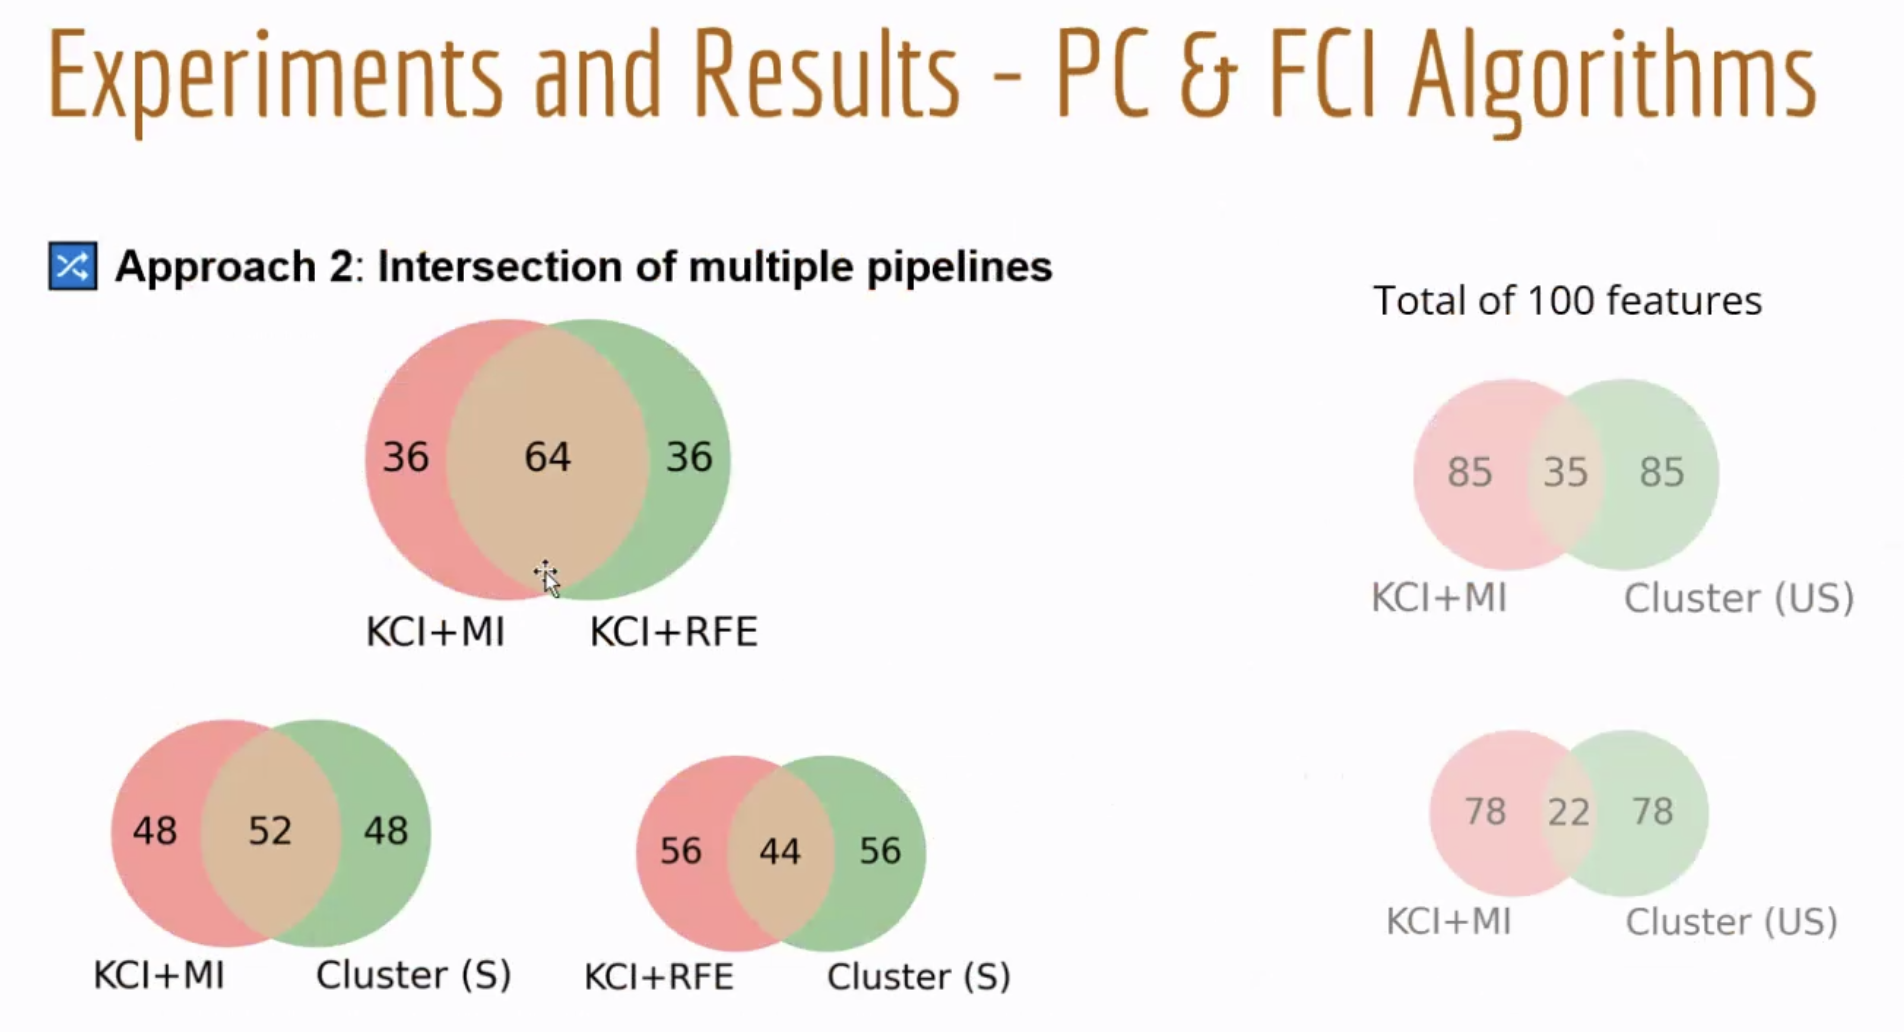 Experiments and Results - PC & FCI Algorithms
Approach 2: Intersection of multiple pipelines
Total of 100 features
36 64 36
KCI+MI KCI+RFE
85 35 85
KCI+MI Cluster (US)
48 52 48
KCI+MI Cluster (S)
56 44 56
KCI+RFE Cluster (S)
78 22 78
KCI+MI Cluster (US)